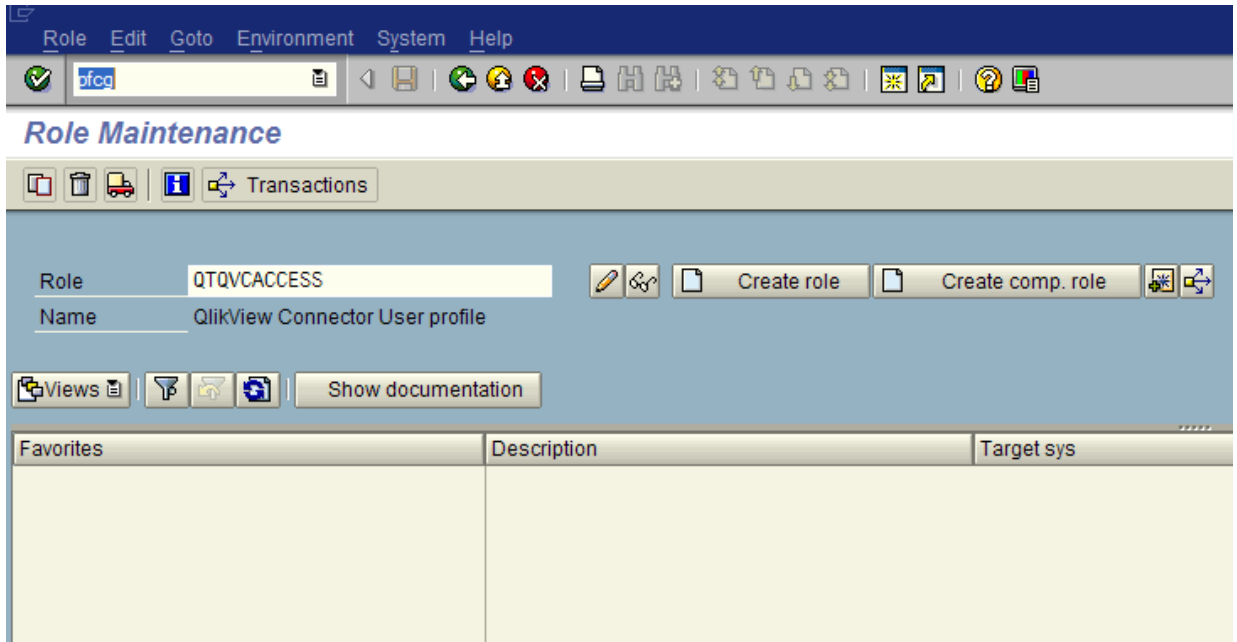 Role Edit Goto Environment System Help
pfcg
Role Maintenance
Transactions
Role QTQVCACCESS Create role Create comp. role
Name QlikView Connector User profile
Views Show documentation
Favorites Description Target sys